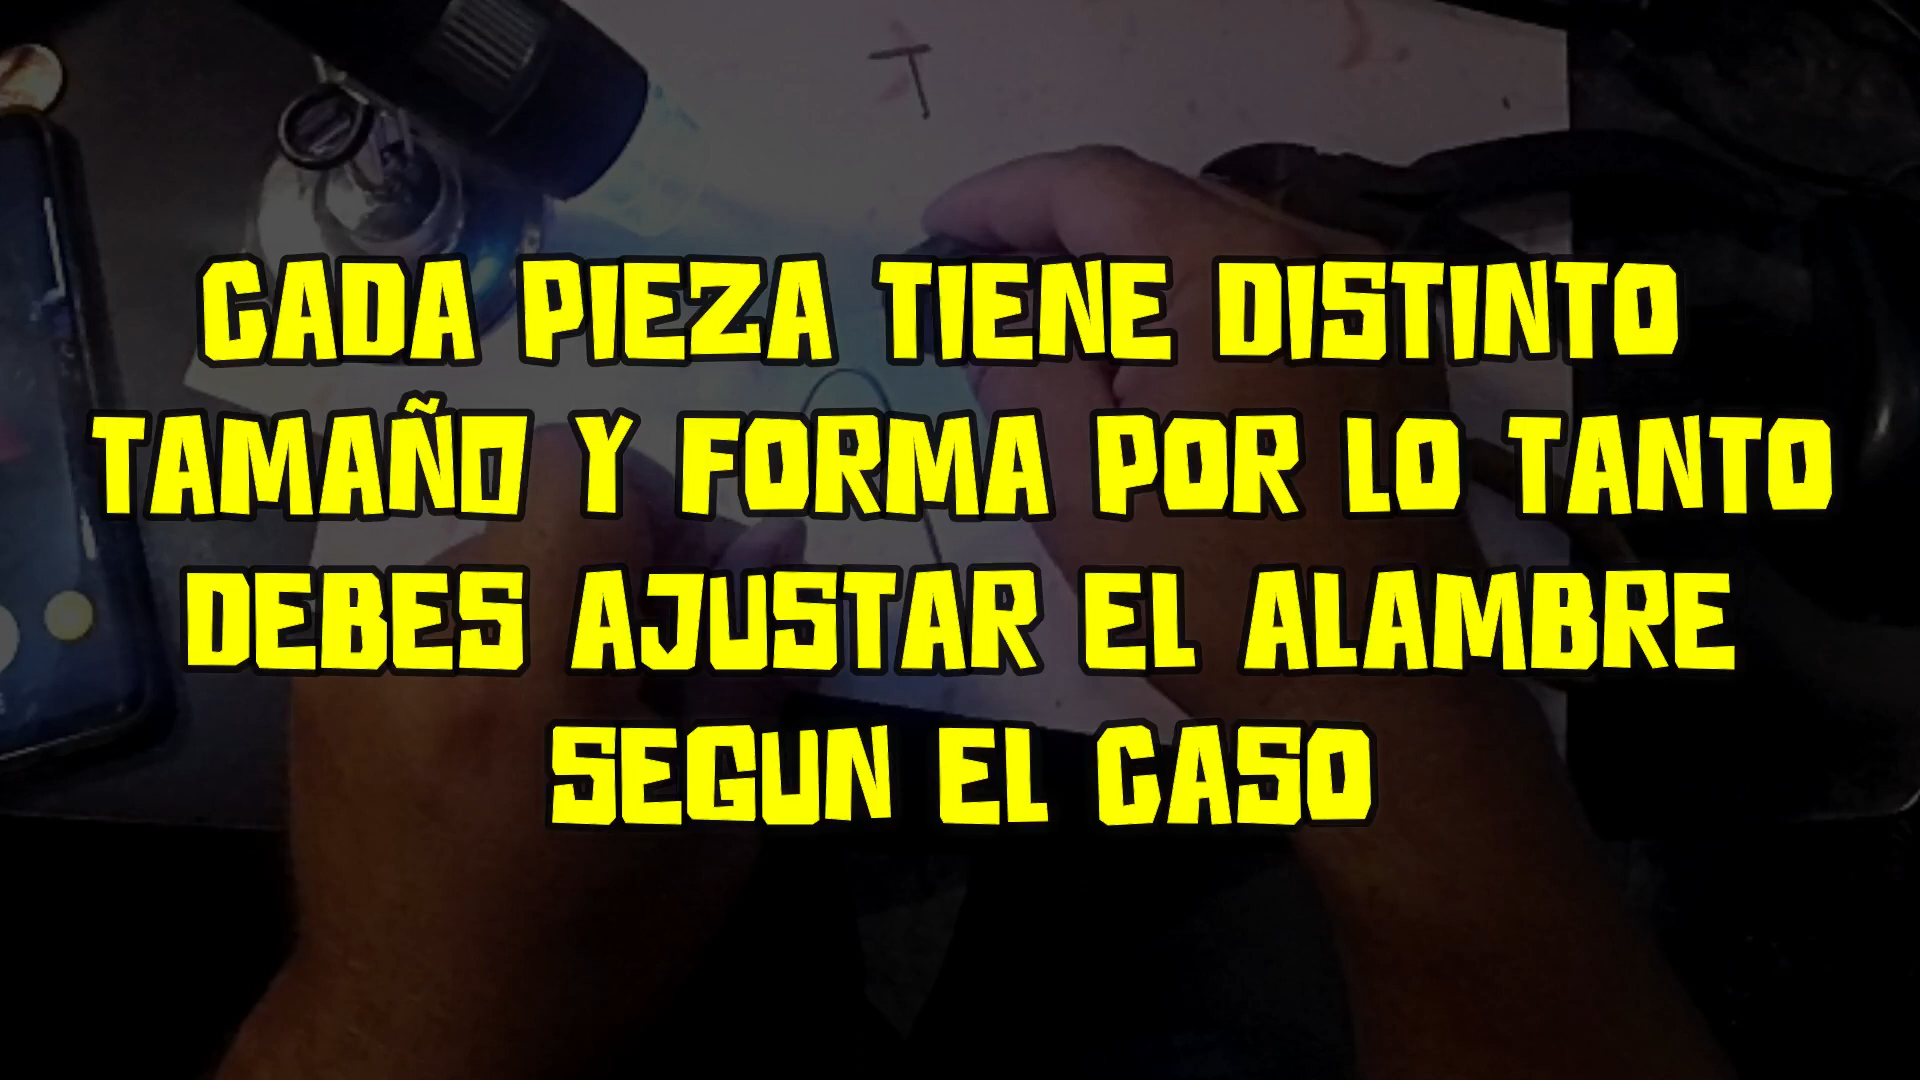 CADA PIEZA TIENE DISTINTO
TAMAÑO Y FORMA POR LO TANTO
DEBES AJUSTAR EL ALAMBRE
SEGUN EL CASO